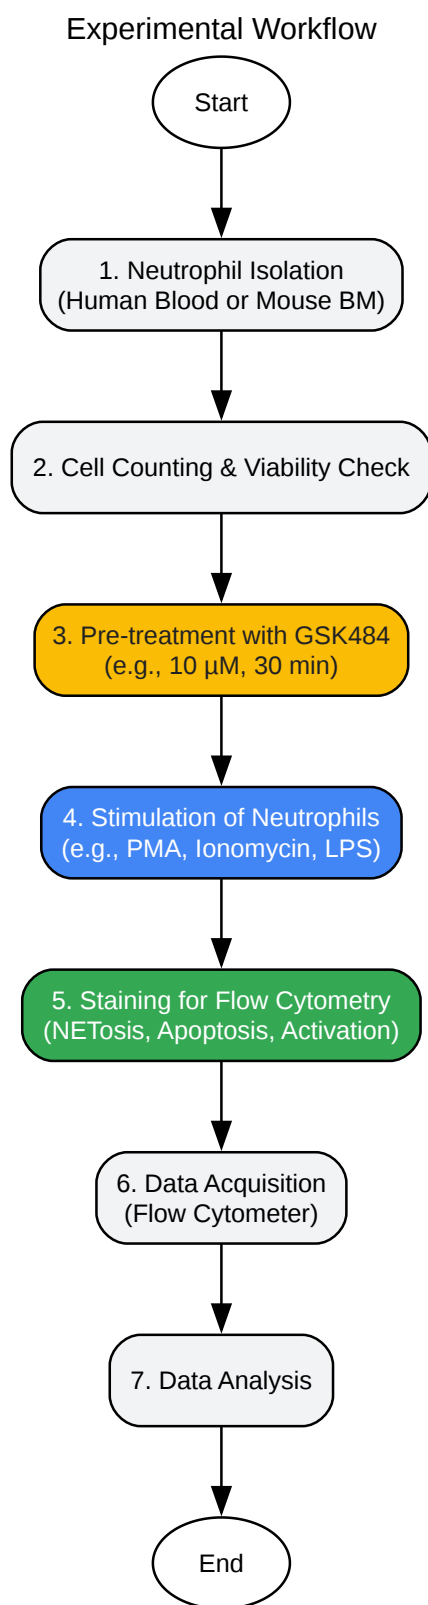 Experimental Workflow
Start
1. Neutrophil Isolation
(Human Blood or Mouse BM)
2. Cell Counting & Viability Check
3. Pre-treatment with GSK484
(e.g., 10 µM, 30 min)
4. Stimulation of Neutrophils
(e.g., PMA, Ionomycin, LPS)
5. Staining for Flow Cytometry
(NETosis, Apoptosis, Activation)
6. Data Acquisition
(Flow Cytometer)
7. Data Analysis
End